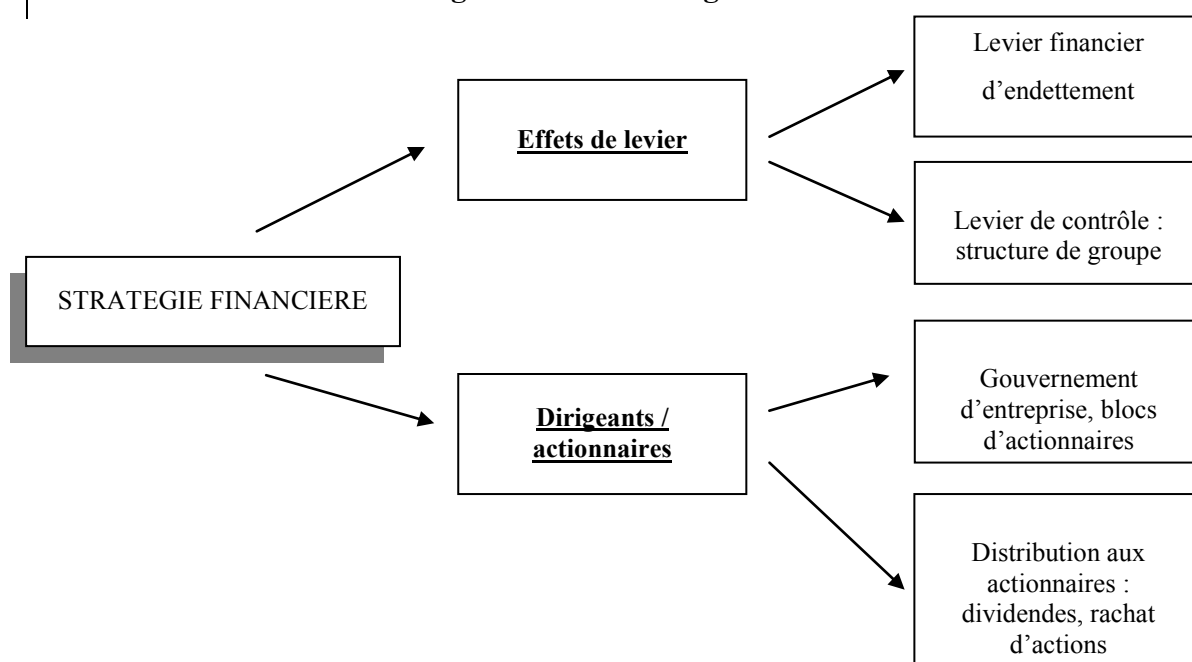 Levier financier
d'endettement
Effets de levier
Levier de contrôle :
structure de groupe
STRATEGIE FINANCIERE
Dirigeants /
actionnaires
Gouvernement
d'entreprise, blocs
d'actionnaires
Distribution aux
actionnaires :
dividendes, rachat
d'actions